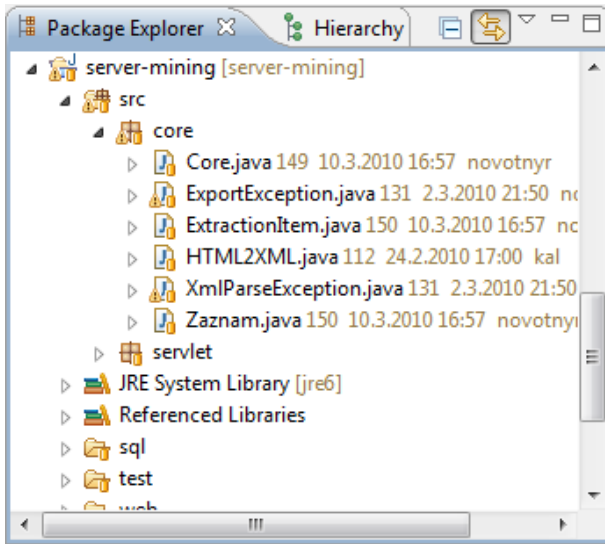 Package Explorer Hierarchy
server-mining [server-mining]
src
core
Core.java 149 10.3.2010 16:57 novotnyr
ExportException.java 131 2.3.2010 21:50
ExtractionItem.java 150 10.3.2010 16:57
HTML2XML.java 112 24.2.2010 17:00 kal
XmlParseException.java 131 2.3.2010 21:50
Zaznam.java 150 10.3.2010 16:57 novotnyr
servlet
JRE System Library [jre6]
Referenced Libraries
sql
test